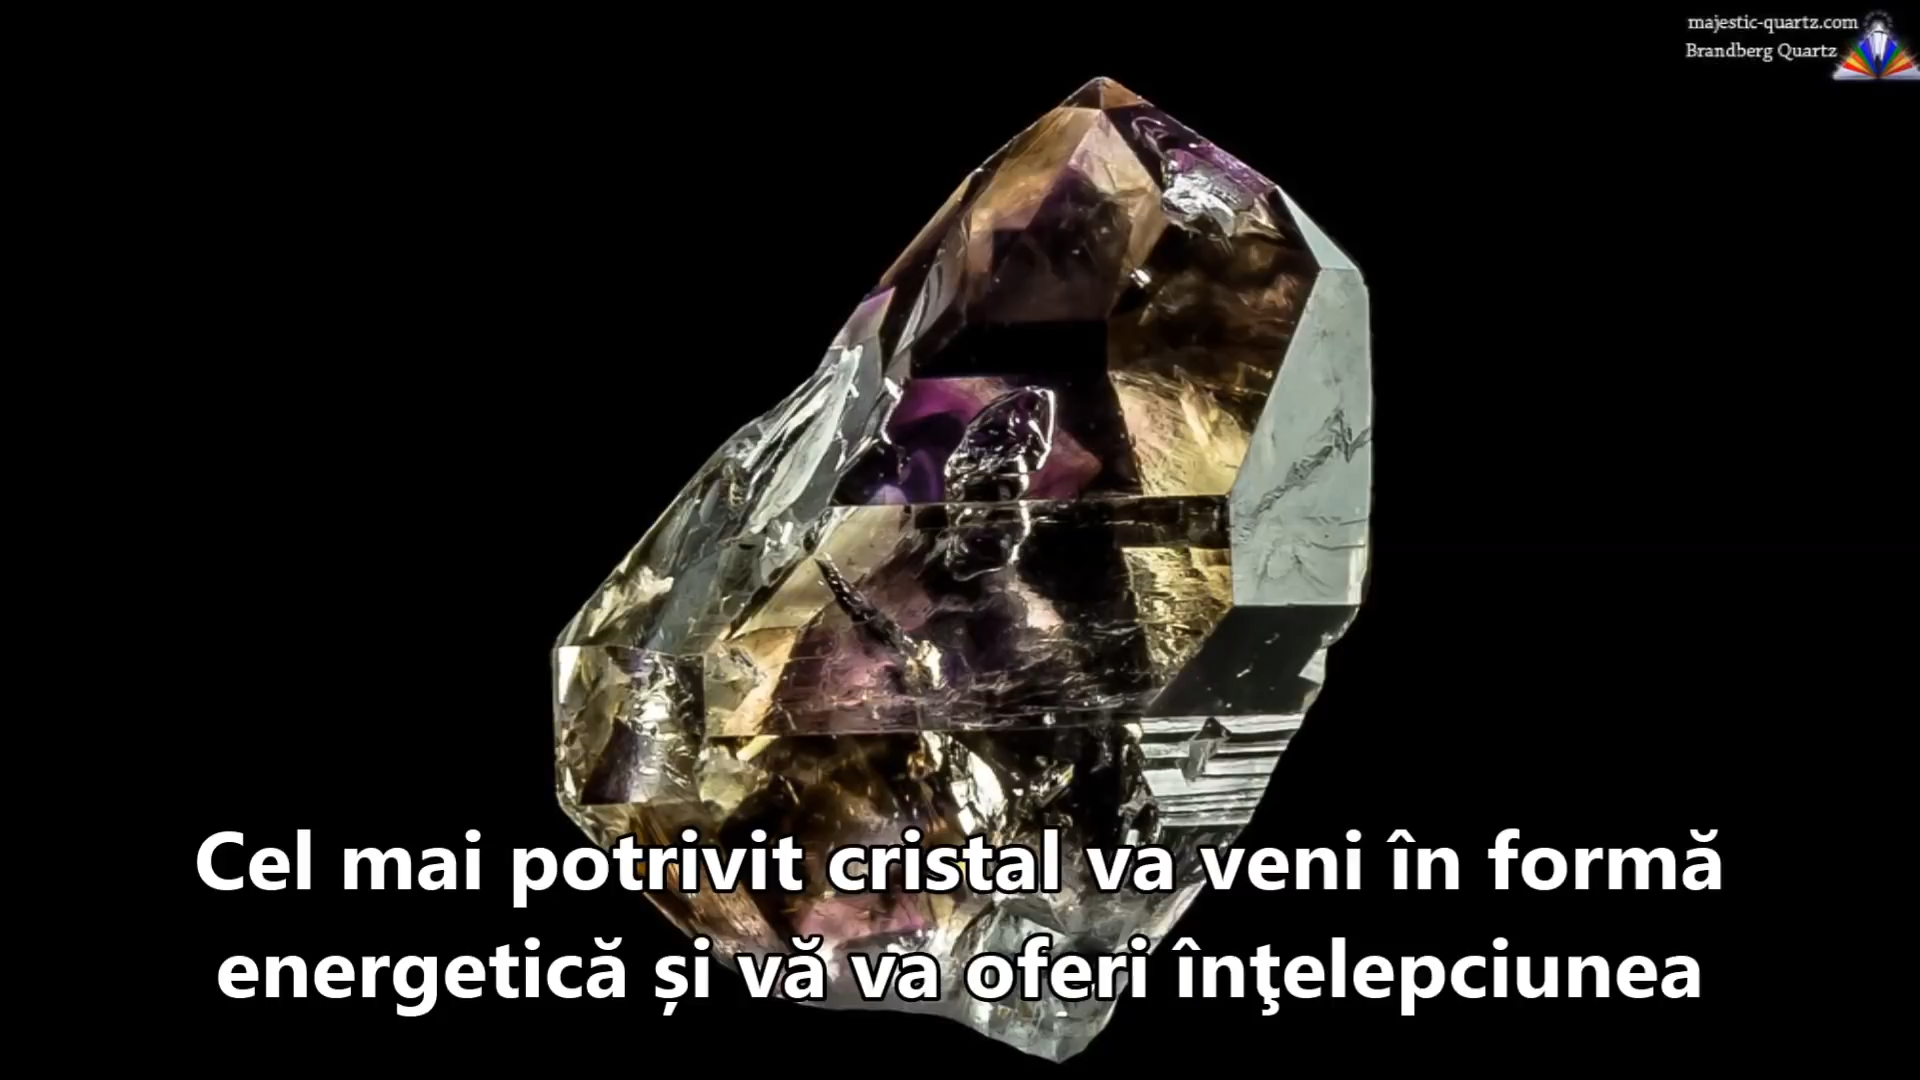 majestic-quartz.com
Brandberg Quartz
Cel mai potrivit cristal va veni în formă
energetică și vă va oferi înţelepciunea